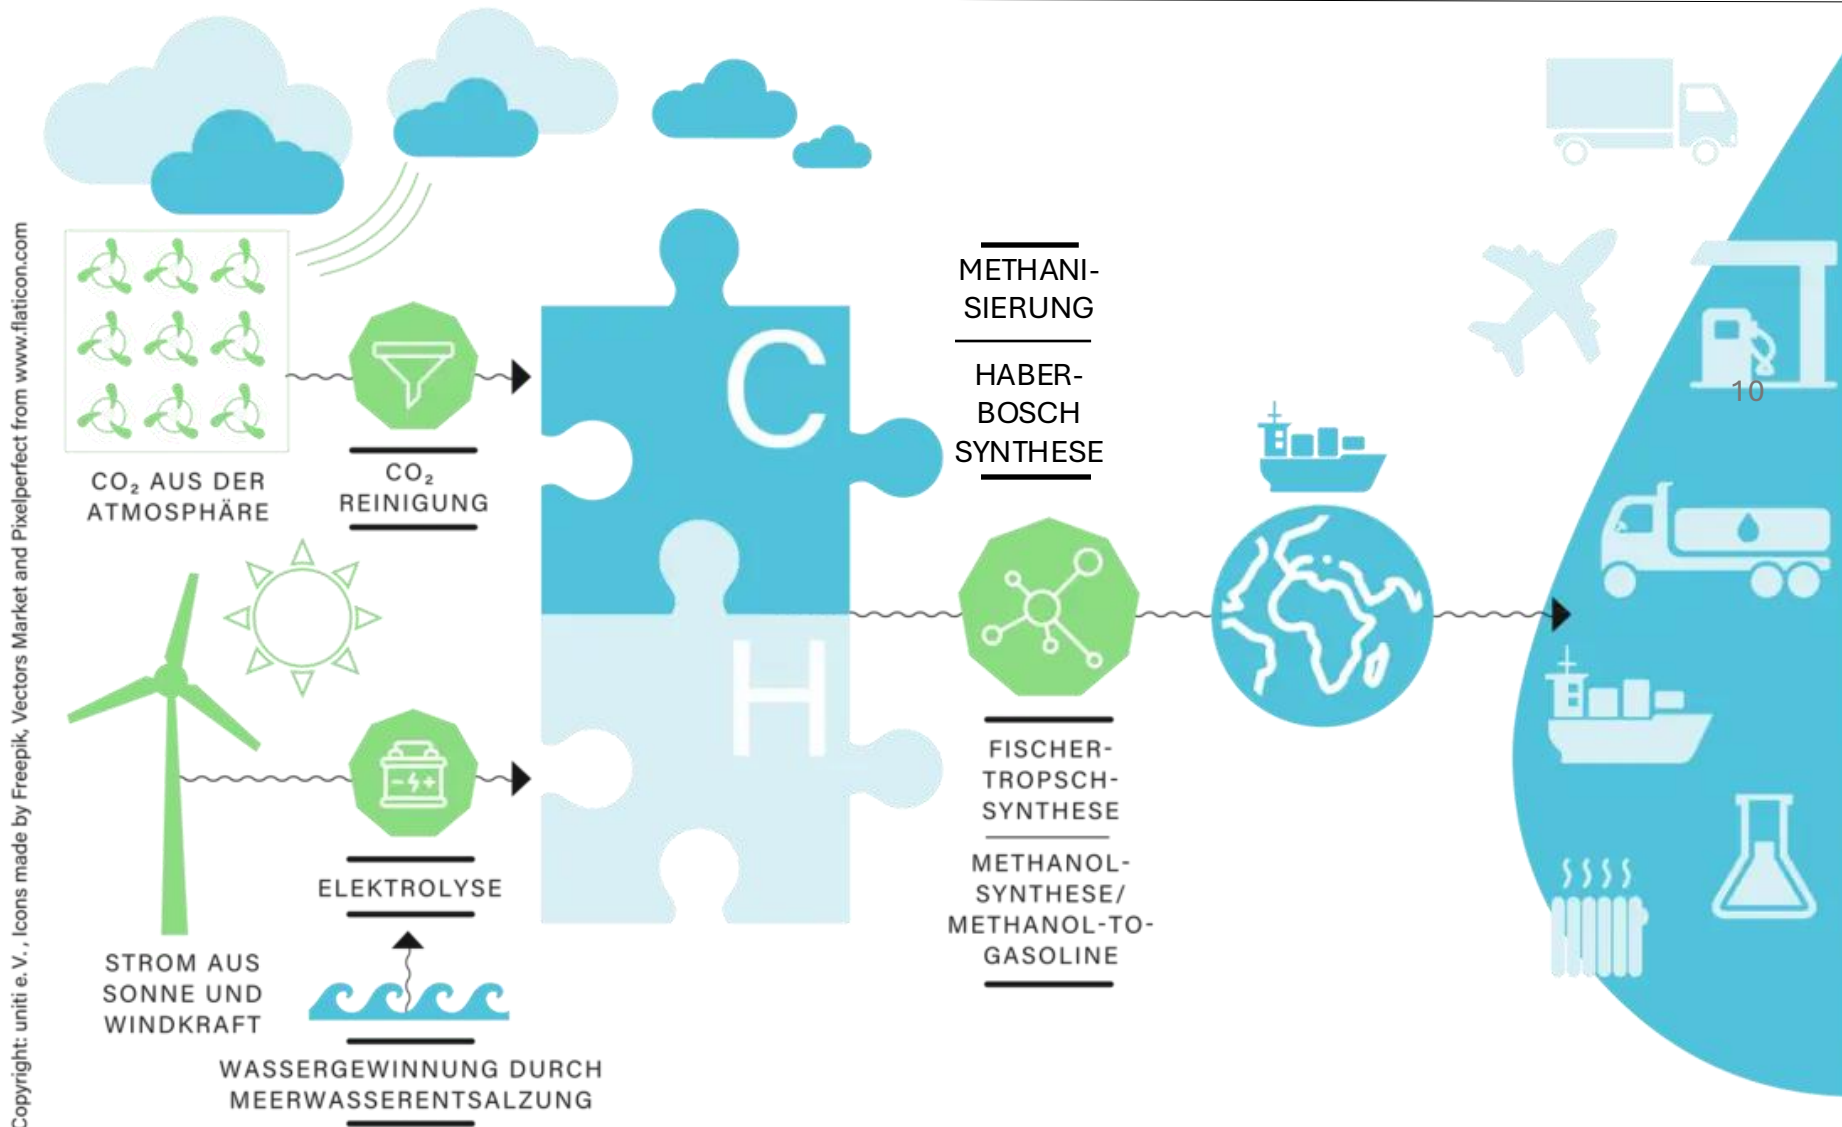 Copyright: uniti e. V., Icons made by Freepik, Vectors Market and Pixelperfect from www.flaticon.com
CO₂ AUS DER
ATMOSPHÄRE
CO₂
REINIGUNG
STROM AUS
SONNE UND
WINDKRAFT
ELEKTROLYSE
WASSERGEWINNUNG DURCH
MEERWASSERENTSALZUNG
C
H
METHANI-
SIERUNG
HABER-
BOSCH
SYNTHESE
FISCHER-
TROPSCH-
SYNTHESE
METHANOL-
SYNTHESE/
METHANOL-TO-
GASOLINE
10